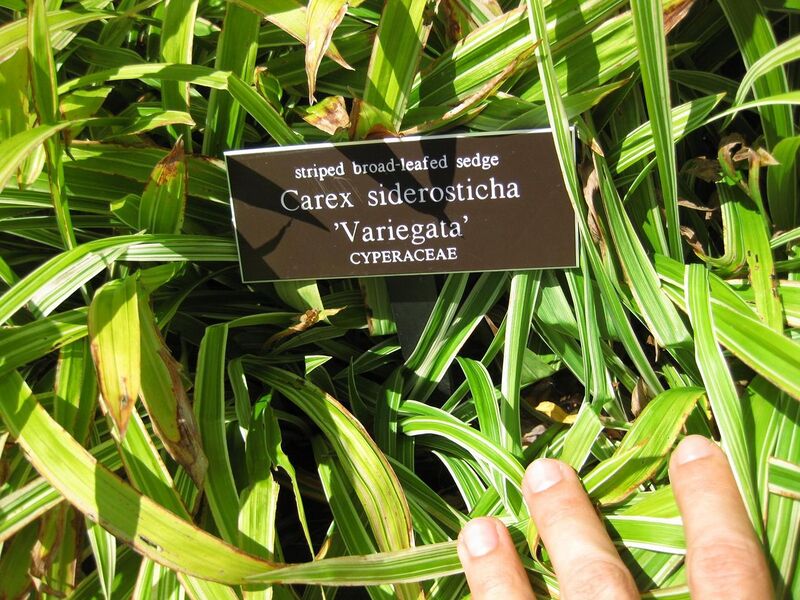 striped broad-leafed sedge
Carex siderosticha
'Variegata'
CYPERACEAE